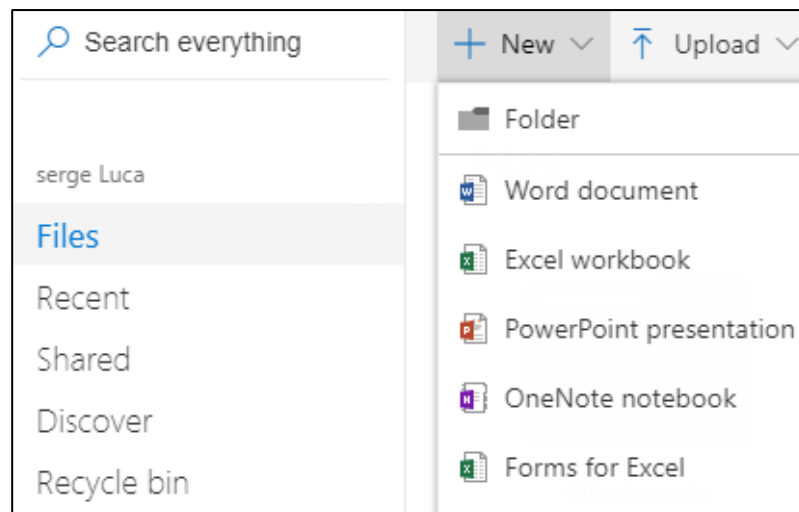 Search everything
serge Luca
Files
Recent
Shared
Discover
Recycle bin
New
Upload
Folder
Word document
Excel workbook
PowerPoint presentation
OneNote notebook
Forms for Excel